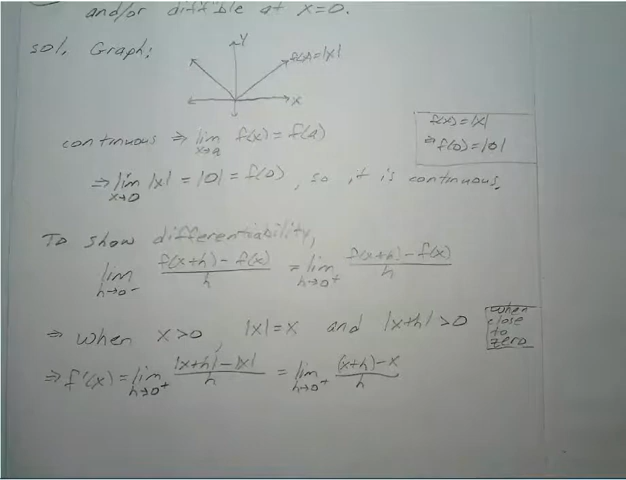 and/or diff'ble at x=0.
sol. Graph:
y
f(x)=|x|
x
continuous ⇒ lim x→a f(x) = f(a)
f(x)=|x|
⇒ f(0)=|0|
⇒ lim x→0 |x| = |0| = f(0), so it is continuous.
To show differentiability,
lim h→0⁻ (f(x+h) - f(x))/h = lim h→0⁺ (f(x+h) - f(x))/h
⇒ when x>0, |x|=x and |x+h|>0
when
close
to
zero
⇒ f'(x) = lim h→0⁺ (|x+h| - |x|)/h = lim h→0⁺ ((x+h) - x)/h